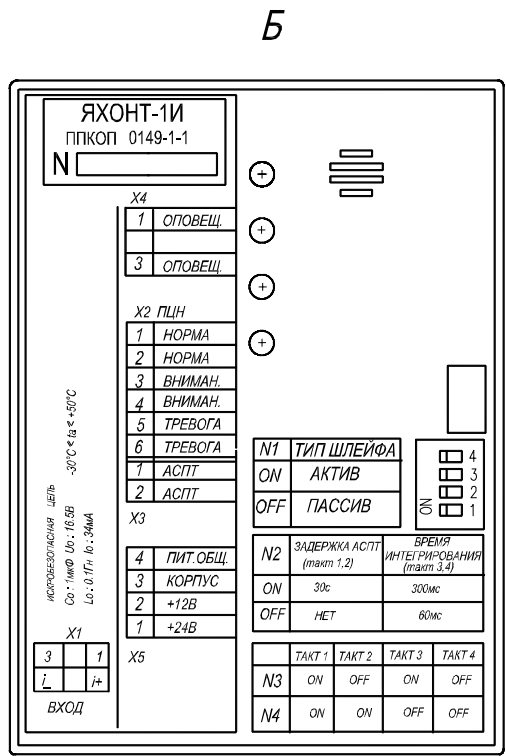 Б
ЯХОНТ-1И
ППКОП 0149-1-1
N
X4
1 ОПОВЕЩ.
3 ОПОВЕЩ.
X2 ПЦН
1 НОРМА
2 НОРМА
3 ВНИМАН.
4 ВНИМАН.
5 ТРЕВОГА
6 ТРЕВОГА
1 АСПТ
2 АСПТ
X3
4 ПИТ.ОБЩ.
3 КОРПУС
2 +12В
1 +24В
X5
ИСКРОБЕЗОПАСНАЯ ЦЕПЬ -30°С ≤ ta ≤ +50°С
Co : 1мкФ Uo : 16.5В
Lo : 0.1Гн Io : 34мА
X1
3 1
i_ i+
ВХОД
4
3
2
1
ON
N1 ТИП ШЛЕЙФА
ON АКТИВ
OFF ПАССИВ
N2 ЗАДЕРЖКА АСПТ (такт 1,2) ВРЕМЯ ИНТЕГРИРОВАНИЯ (такт 3,4)
ON 30с 300мс
OFF НЕТ 60мс
ТАКТ 1 ТАКТ 2 ТАКТ 3 ТАКТ 4
N3 ON OFF ON OFF
N4 ON ON OFF OFF